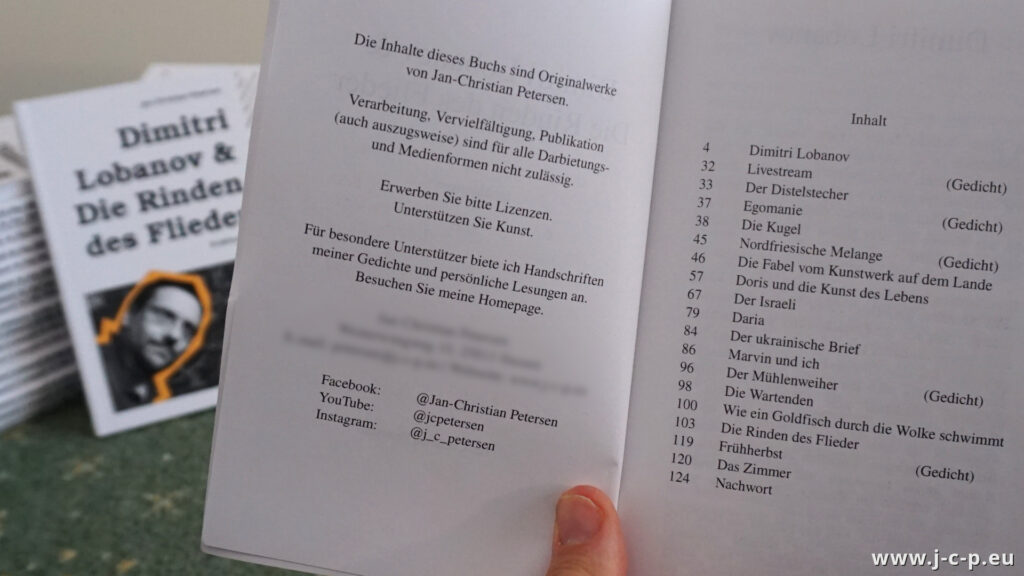 Dimitri
Lobanov &
Die Rinden
des Flieder
Die Inhalte dieses Buchs sind Originalwerke
von Jan-Christian Petersen.
Verarbeitung, Vervielfältigung, Publikation
(auch auszugsweise) sind für alle Darbietungs-
und Medienformen nicht zulässig.
Erwerben Sie bitte Lizenzen.
Unterstützen Sie Kunst.
Für besondere Unterstützer biete ich Handschriften
meiner Gedichte und persönliche Lesungen an.
Besuchen Sie meine Homepage.
Facebook: @Jan-Christian Petersen
YouTube: @jcpetersen
Instagram: @j_c_petersen
Inhalt
4 Dimitri Lobanov
32 Livestream (Gedicht)
33 Der Distelstecher
37 Egomanie (Gedicht)
38 Die Kugel
45 Nordfriesische Melange (Gedicht)
46 Die Fabel vom Kunstwerk auf dem Lande
57 Doris und die Kunst des Lebens
67 Der Israeli
79 Daria
84 Der ukrainische Brief
86 Marvin und ich
96 Der Mühlenweiher (Gedicht)
98 Die Wartenden
100 Wie ein Goldfisch durch die Wolke schwimmt
103 Die Rinden des Flieder
119 Frühherbst (Gedicht)
120 Das Zimmer
124 Nachwort
www.j-c-p.eu